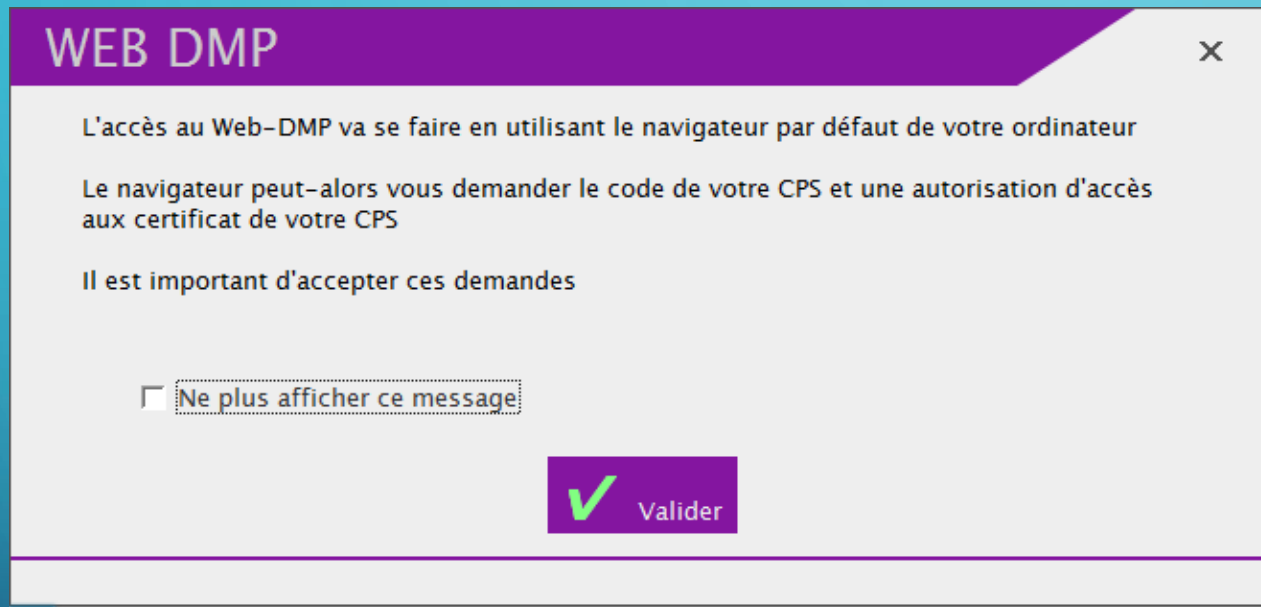 WEB DMP
L'accès au Web-DMP va se faire en utilisant le navigateur par défaut de votre ordinateur
Le navigateur peut-alors vous demander le code de votre CPS et une autorisation d'accès
aux certificat de votre CPS
Il est important d'accepter ces demandes
Ne plus afficher ce message
Valider